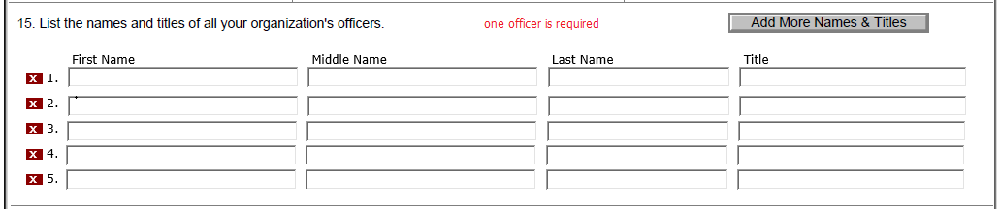 15. List the names and titles of all your organization's officers. one officer is required Add More Names & Titles
First Name Middle Name Last Name Title
x 1.
x 2.
x 3.
x 4.
x 5.